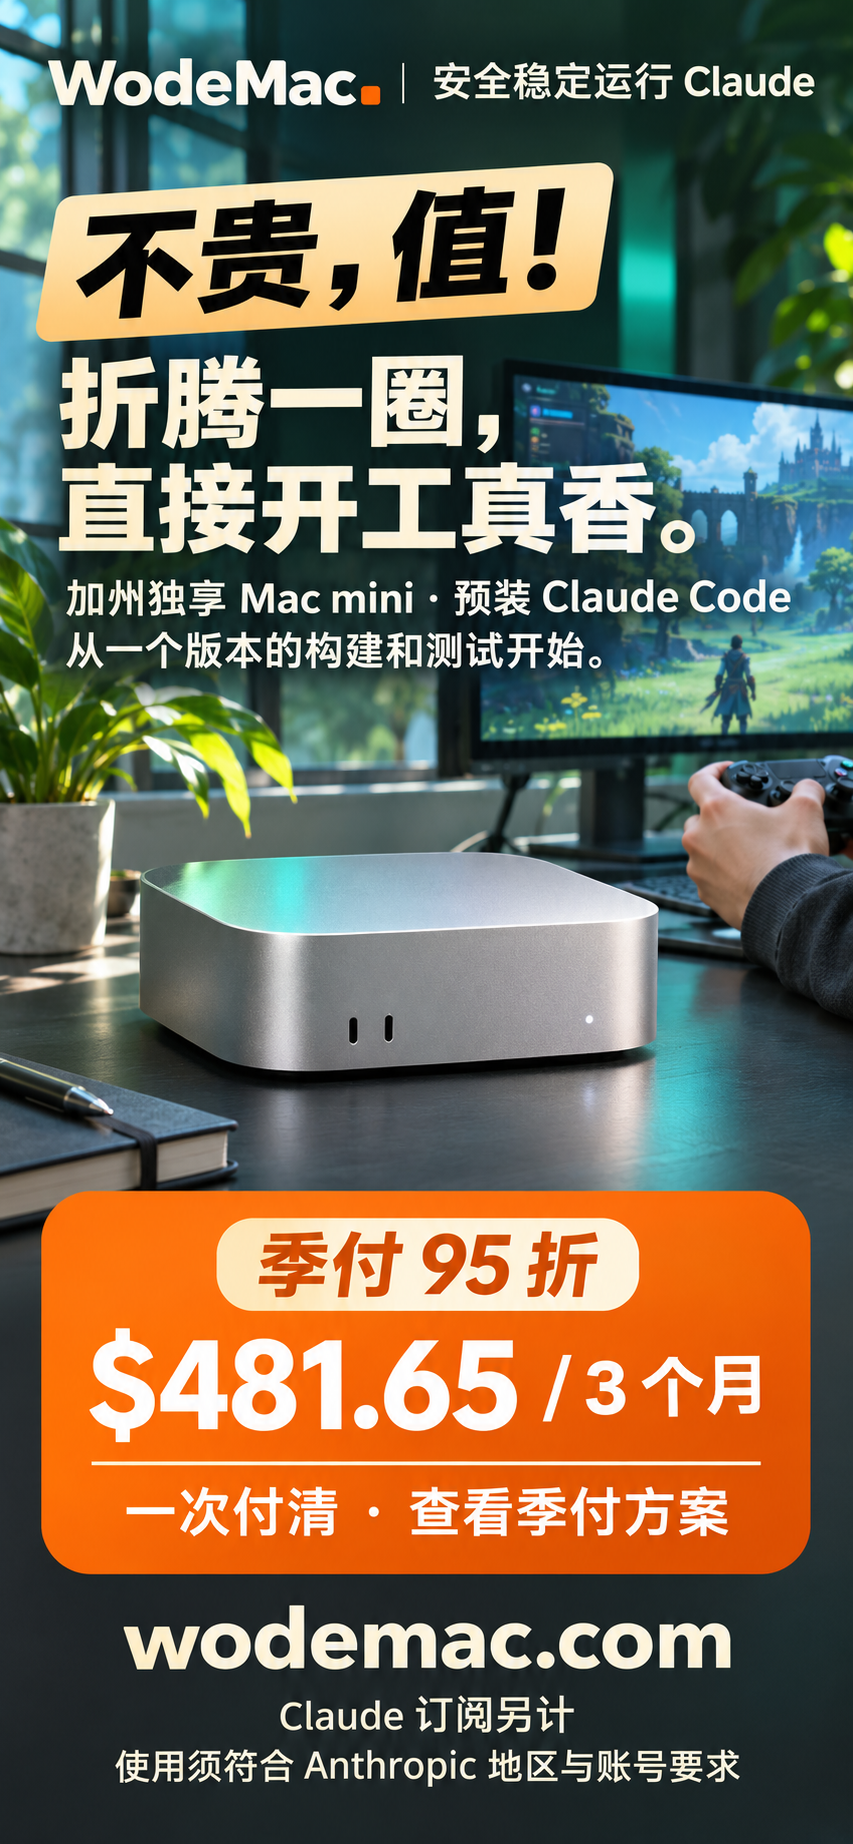 WodeMac. | 安全稳定运行 Claude
不贵，值！
折腾一圈，
直接开工真香。
加州独享 Mac mini · 预装 Claude Code
从一个版本的构建和测试开始。
季付 95 折
$481.65 / 3 个月
一次付清 · 查看季付方案
wodemac.com
Claude 订阅另计
使用须符合 Anthropic 地区与账号要求